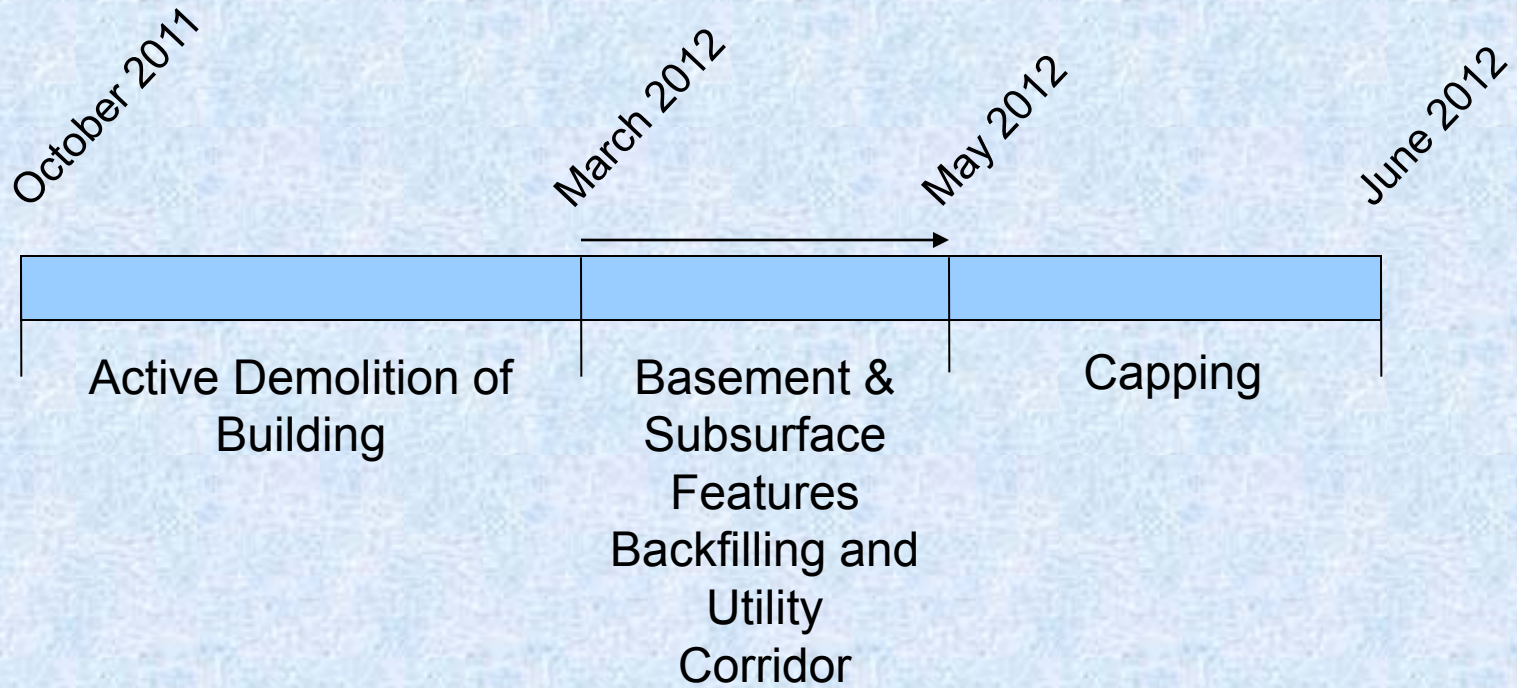 October 2011
March 2012
May 2012
June 2012
Active Demolition of
Building
Basement &
Subsurface
Features
Backfilling and
Utility
Corridor
Capping